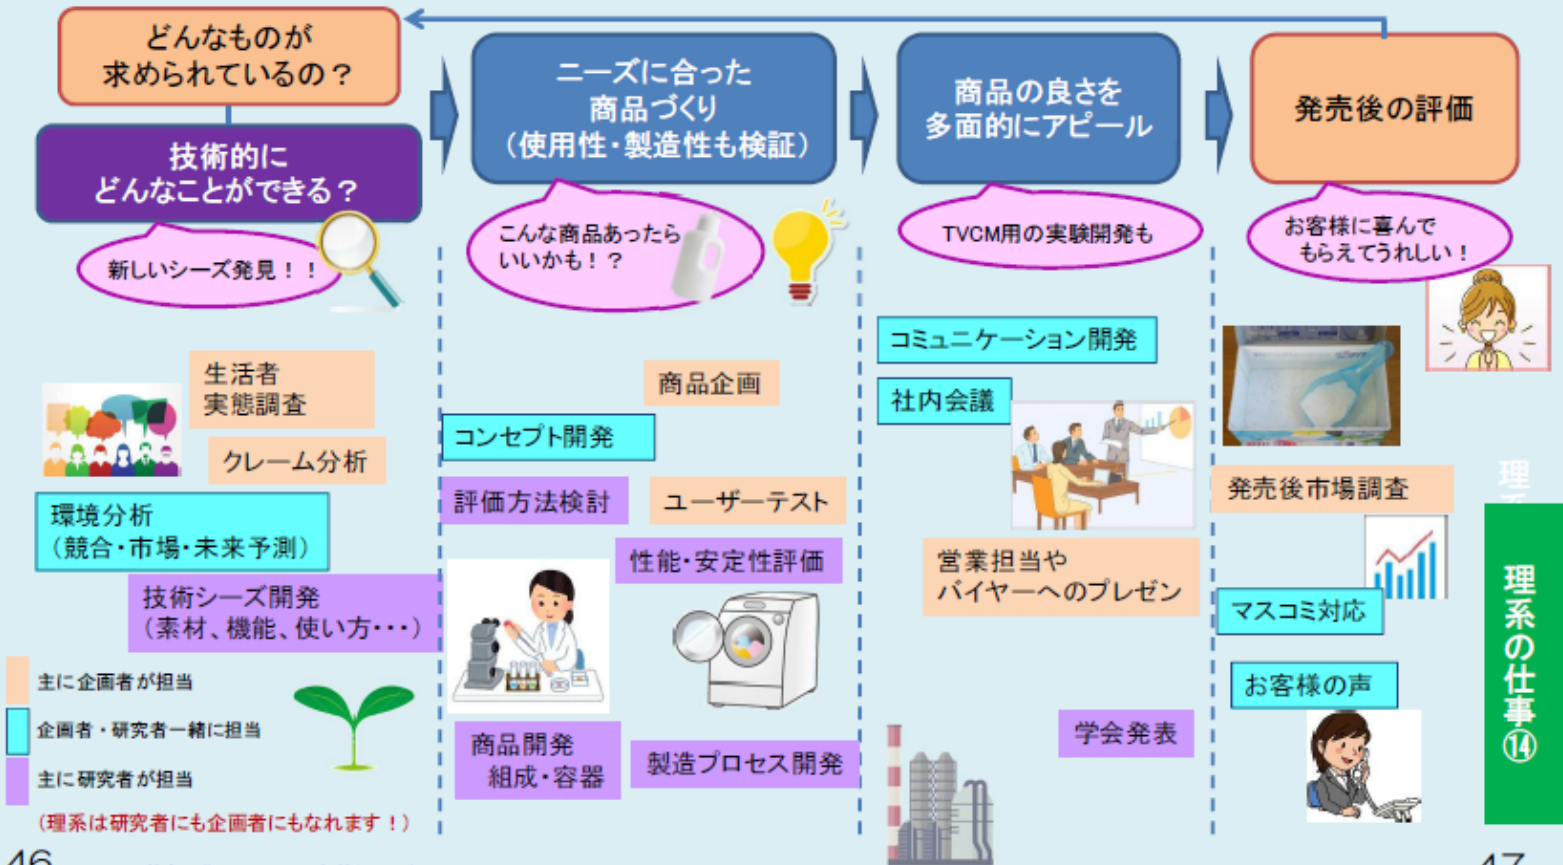 どんなものが
求められているの？
技術的に
どんなことができる？
新しいシーズ発見！！
ニーズに合った
商品づくり
（使用性・製造性も検証）
こんな商品あったら
いいかも！？
商品の良さを
多面的にアピール
TVCM用の実験開発も
発売後の評価
お客様に喜んで
もらえてうれしい！
生活者
実態調査
クレーム分析
環境分析
（競合・市場・未来予測）
技術シーズ開発
（素材、機能、使い方・・・）
主に企画者が担当
企画者・研究者一緒に担当
主に研究者が担当
（理系は研究者にも企画者にもなれます！）
商品企画
コンセプト開発
評価方法検討
ユーザーテスト
性能・安定性評価
商品開発
組成・容器
製造プロセス開発
コミュニケーション開発
社内会議
営業担当や
バイヤーへのプレゼン
学会発表
発売後市場調査
マスコミ対応
お客様の声
理
理系の仕事⑭
46
47